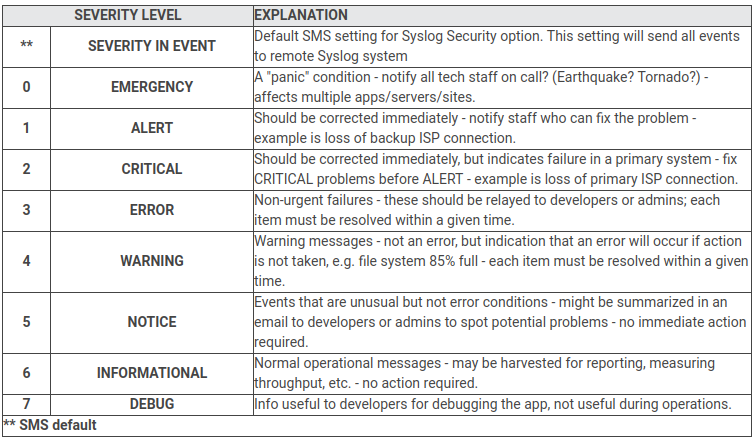 SEVERITY LEVEL EXPLANATION
** SEVERITY IN EVENT Default SMS setting for Syslog Security option. This setting will send all events
to remote Syslog system
0 EMERGENCY A "panic" condition - notify all tech staff on call? (Earthquake? Tornado?) -
affects multiple apps/servers/sites.
1 ALERT Should be corrected immediately - notify staff who can fix the problem -
example is loss of backup ISP connection.
2 CRITICAL Should be corrected immediately, but indicates failure in a primary system - fix
CRITICAL problems before ALERT - example is loss of primary ISP connection.
3 ERROR Non-urgent failures - these should be relayed to developers or admins; each
item must be resolved within a given time.
4 WARNING Warning messages - not an error, but indication that an error will occur if action
is not taken, e.g. file system 85% full - each item must be resolved within a given
time.
5 NOTICE Events that are unusual but not error conditions - might be summarized in an
email to developers or admins to spot potential problems - no immediate action
required.
6 INFORMATIONAL Normal operational messages - may be harvested for reporting, measuring
throughput, etc. - no action required.
7 DEBUG Info useful to developers for debugging the app, not useful during operations.
** SMS default